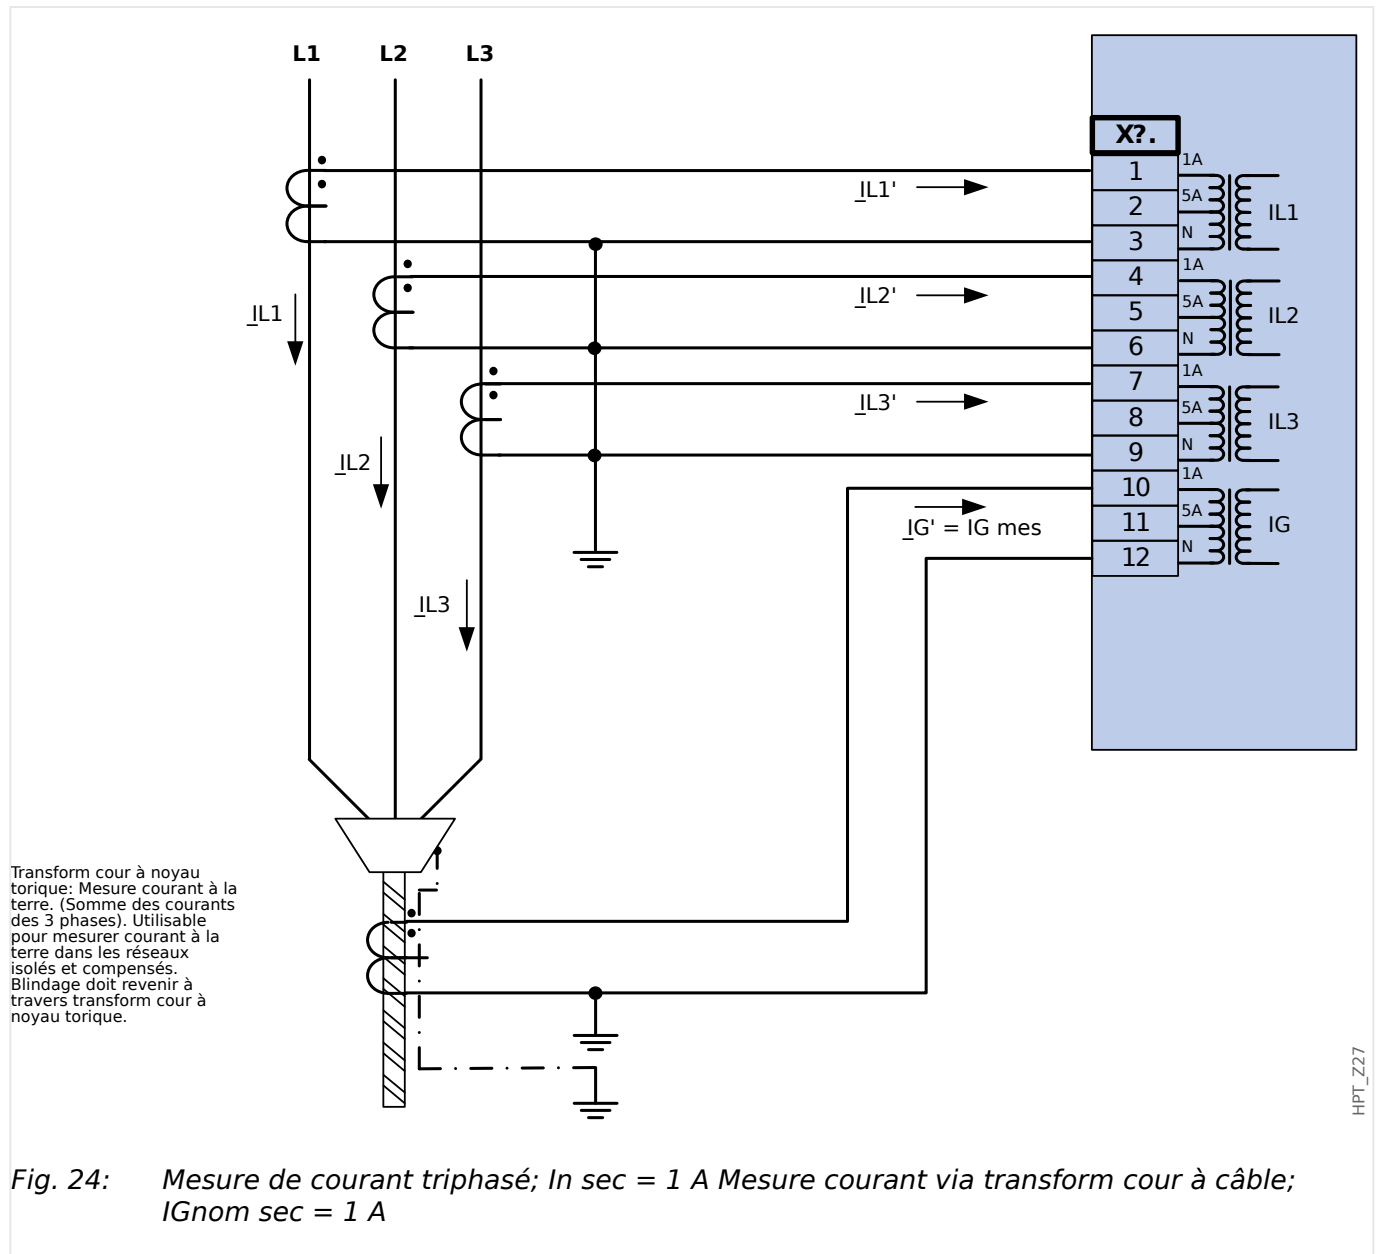 L1 L2 L3
X?.
1
2
3
4
5
6
7
8
9
10
11
12
1A
5A
N
IL1
1A
5A
N
IL2
1A
5A
N
IL3
1A
5A
N
IG
_IL1'
_IL2'
_IL3'
_IG' = IG mes
_IL1
_IL2
_IL3
Transform cour à noyau
torique: Mesure courant à la
terre. (Somme des courants
des 3 phases). Utilisable
pour mesurer courant à la
terre dans les réseaux
isolés et compensés.
Blindage doit revenir à
travers transform cour à
noyau torique.
HPT_Z27
Fig. 24: Mesure de courant triphasé; In sec = 1 A Mesure courant via transform cour à câble;
IGnom sec = 1 A